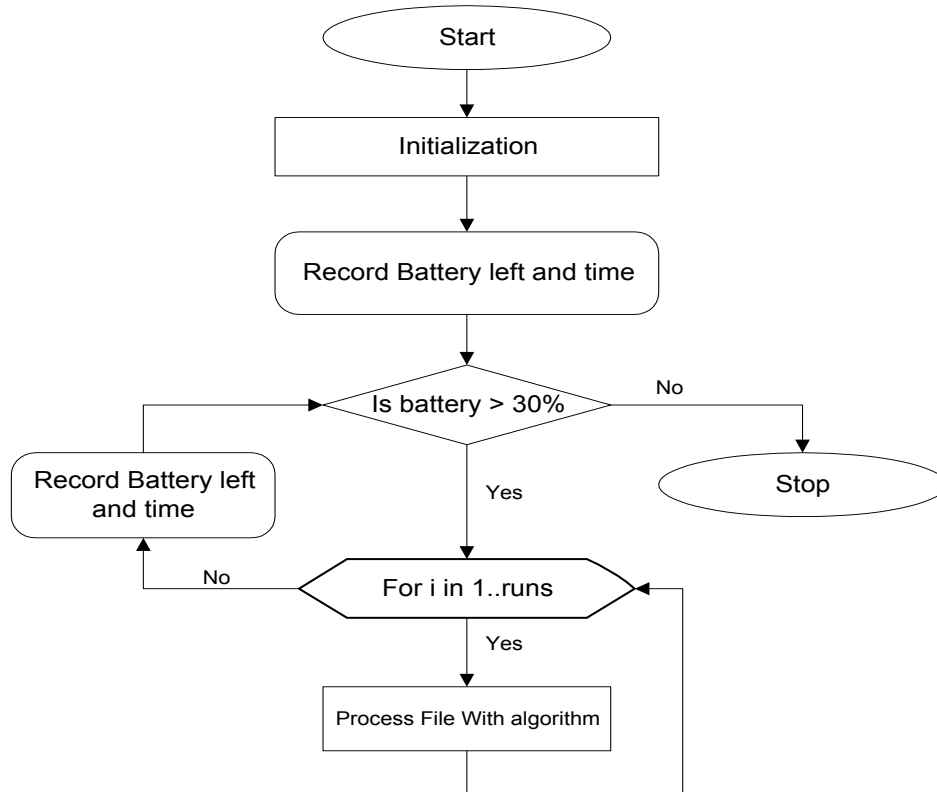 Start
Initialization
Record Battery left and time
Is battery > 30%
No
Record Battery left
and time
Stop
Yes
No
For i in 1..runs
Yes
Process File With algorithm